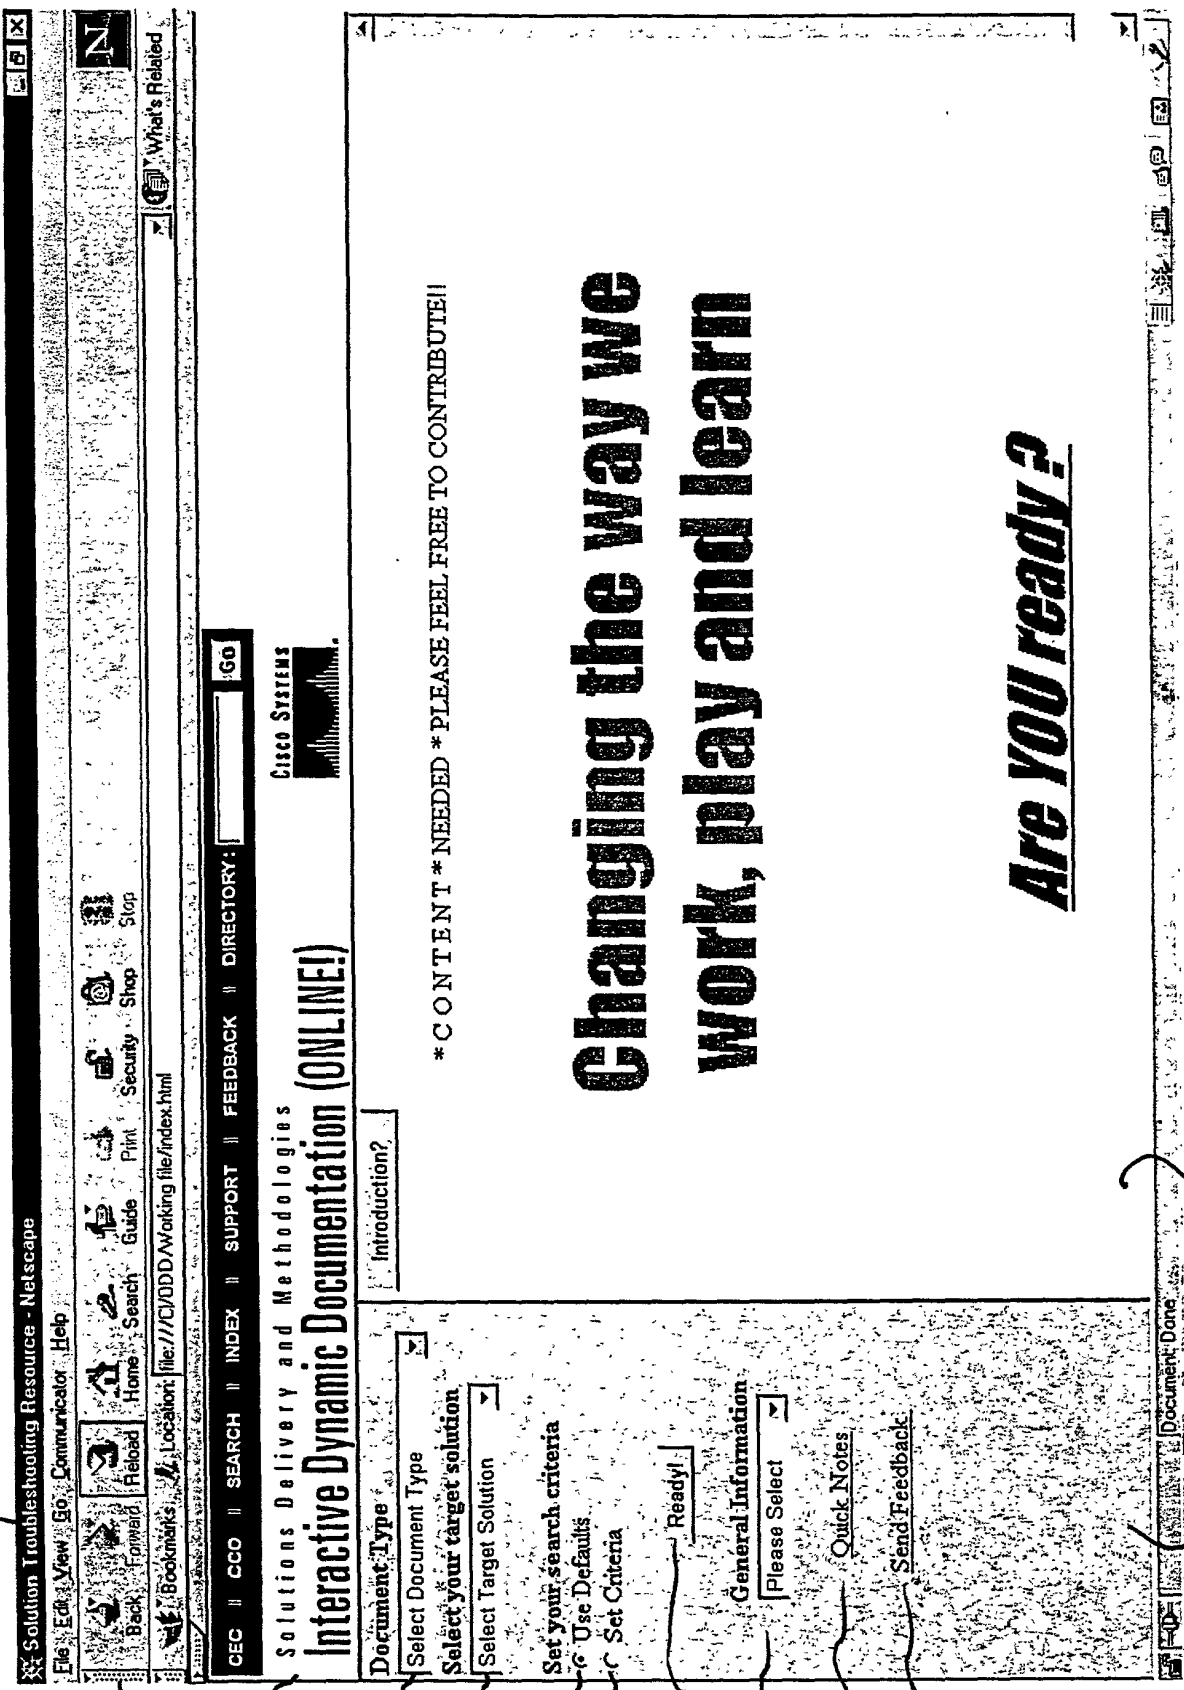 Solution Troubleshooting Resource - Netscape
File Edit View Go Communicator Help
Back Forward Reload Home Search Guide Print Security Shop Stop
N
Bookmarks Location: file:///C|/DDD/Working file/index.html What's Related
CEC || CCO || SEARCH || INDEX || SUPPORT || FEEDBACK || DIRECTORY: Go
Solutions Delivery and Methodologies
Interactive Dynamic Documentation (ONLINE!)
CISCO SYSTEMS
Document Type
Select Document Type
Select your target solution
Select Target Solution
Set your search criteria
Use Defaults
Set Criteria
Ready!
General Information
Please Select
Quick Notes
Send Feedback
Introduction?
*CONTENT*NEEDED*PLEASE FEEL FREE TO CONTRIBUTE!!
Changing the way we
work, play and learn
Are YOU ready?
Document: Done